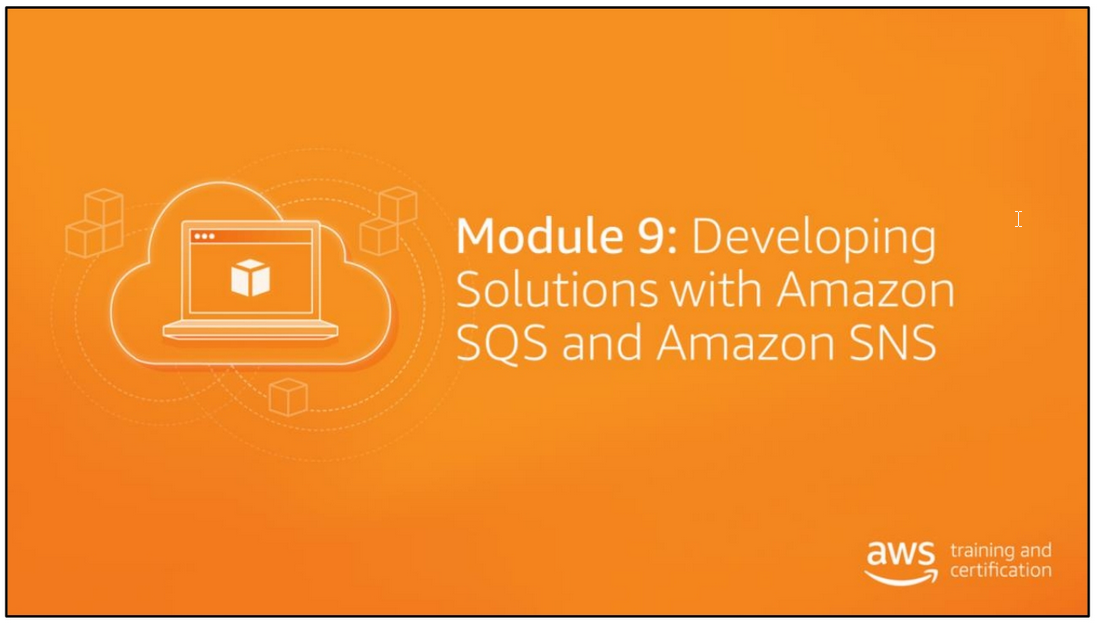 Module 9: Developing
Solutions with Amazon
SQS and Amazon SNS
aws training and
certification